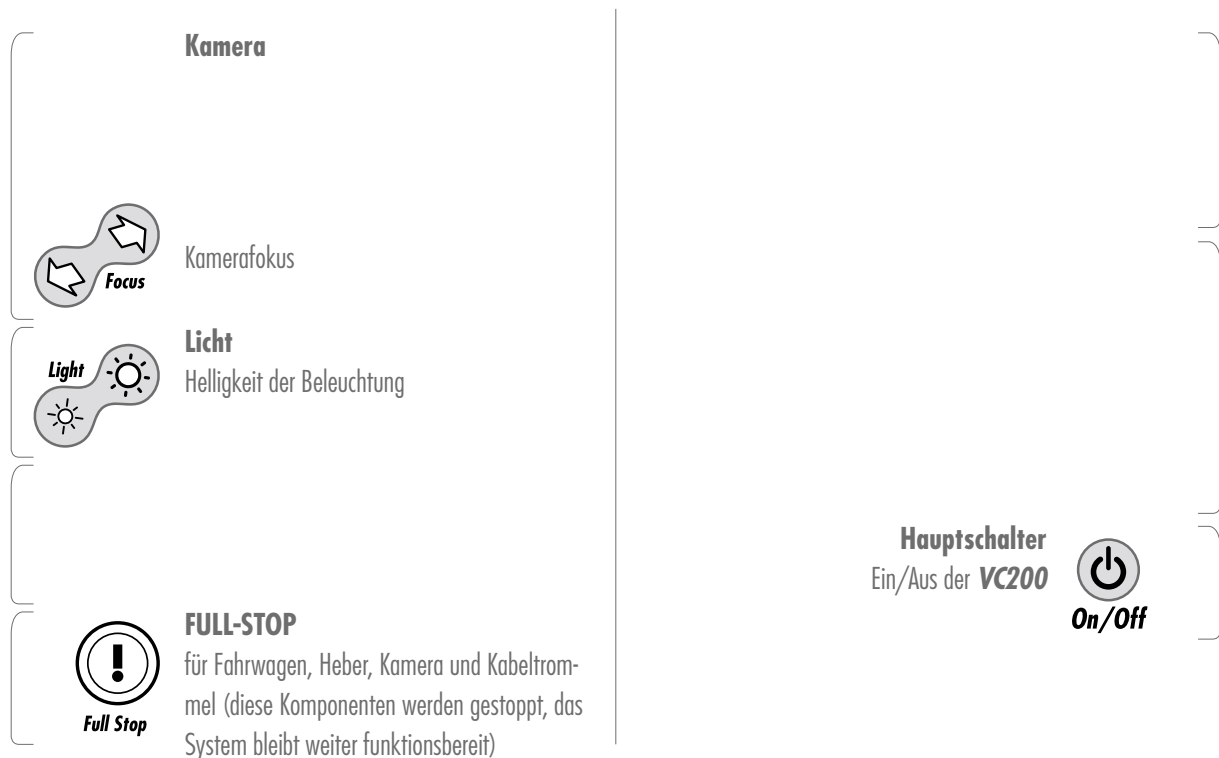 Kamera
Focus
Kamerafokus
Licht
Light
Helligkeit der Beleuchtung
FULL-STOP
für Fahrwagen, Heber, Kamera und Kabeltrom-
mel (diese Komponenten werden gestoppt, das
System bleibt weiter funktionsbereit)
Full Stop
Hauptschalter
Ein/Aus der VC200
On/Off